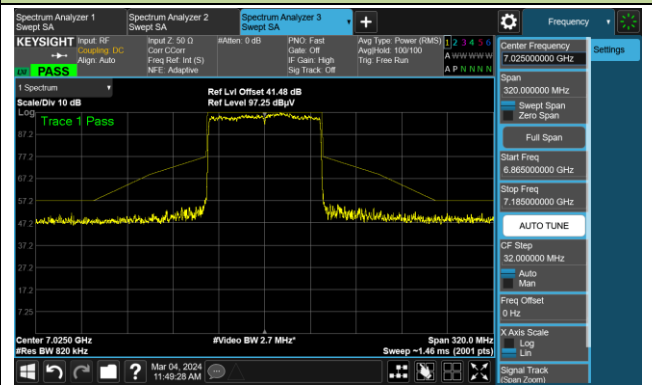 Spectrum Analyzer 1
Swept SA
Spectrum Analyzer 2
Swept SA
Spectrum Analyzer 3
Swept SA
Frequency
KEYSIGHT
Input: RF
Coupling: DC
Align: Auto
Input Z: 50 Ω
Corr CCorr
Freq Ref: Int (S)
NFE: Adaptive
#Atten: 0 dB
PNO: Fast
Gate: Off
IF Gain: High
Sig Track: Off
Avg Type: Power (RMS)
Avg|Hold: 100/100
Trig: Free Run
1 2 3 4 5 6
A W W W W W
A P N N N N
PASS
1 Spectrum
Scale/Div 10 dB
Ref Lvl Offset 41.48 dB
Ref Level 97.25 dBµV
Log
Trace 1 Pass
87.2
77.2
67.2
57.2
47.2
37.2
27.2
17.2
7.25
Center 7.0250 GHz
#Res BW 820 kHz
#Video BW 2.7 MHz*
Span 320.0 MHz
Sweep ~1.46 ms (2001 pts)
Mar 04, 2024
11:49:28 AM
Center Frequency
7.025000000 GHz
Settings
Span
320.000000 MHz
Swept Span
Zero Span
Full Span
Start Freq
6.865000000 GHz
Stop Freq
7.185000000 GHz
AUTO TUNE
CF Step
32.000000 MHz
Auto
Man
Freq Offset
0 Hz
X Axis Scale
Log
Lin
Signal Track
(Span Zoom)